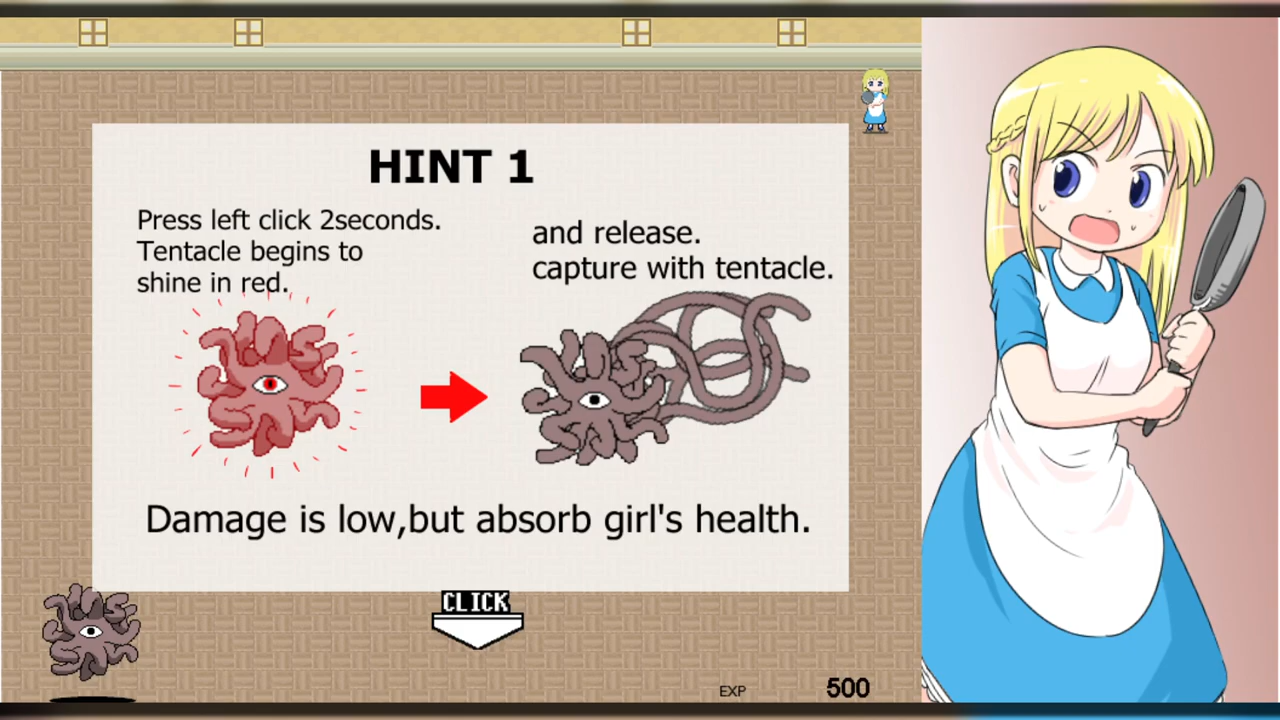 HINT 1
Press left click 2seconds.
Tentacle begins to
shine in red.
and release.
capture with tentacle.
Damage is low,but absorb girl's health.
CLICK
EXP 500